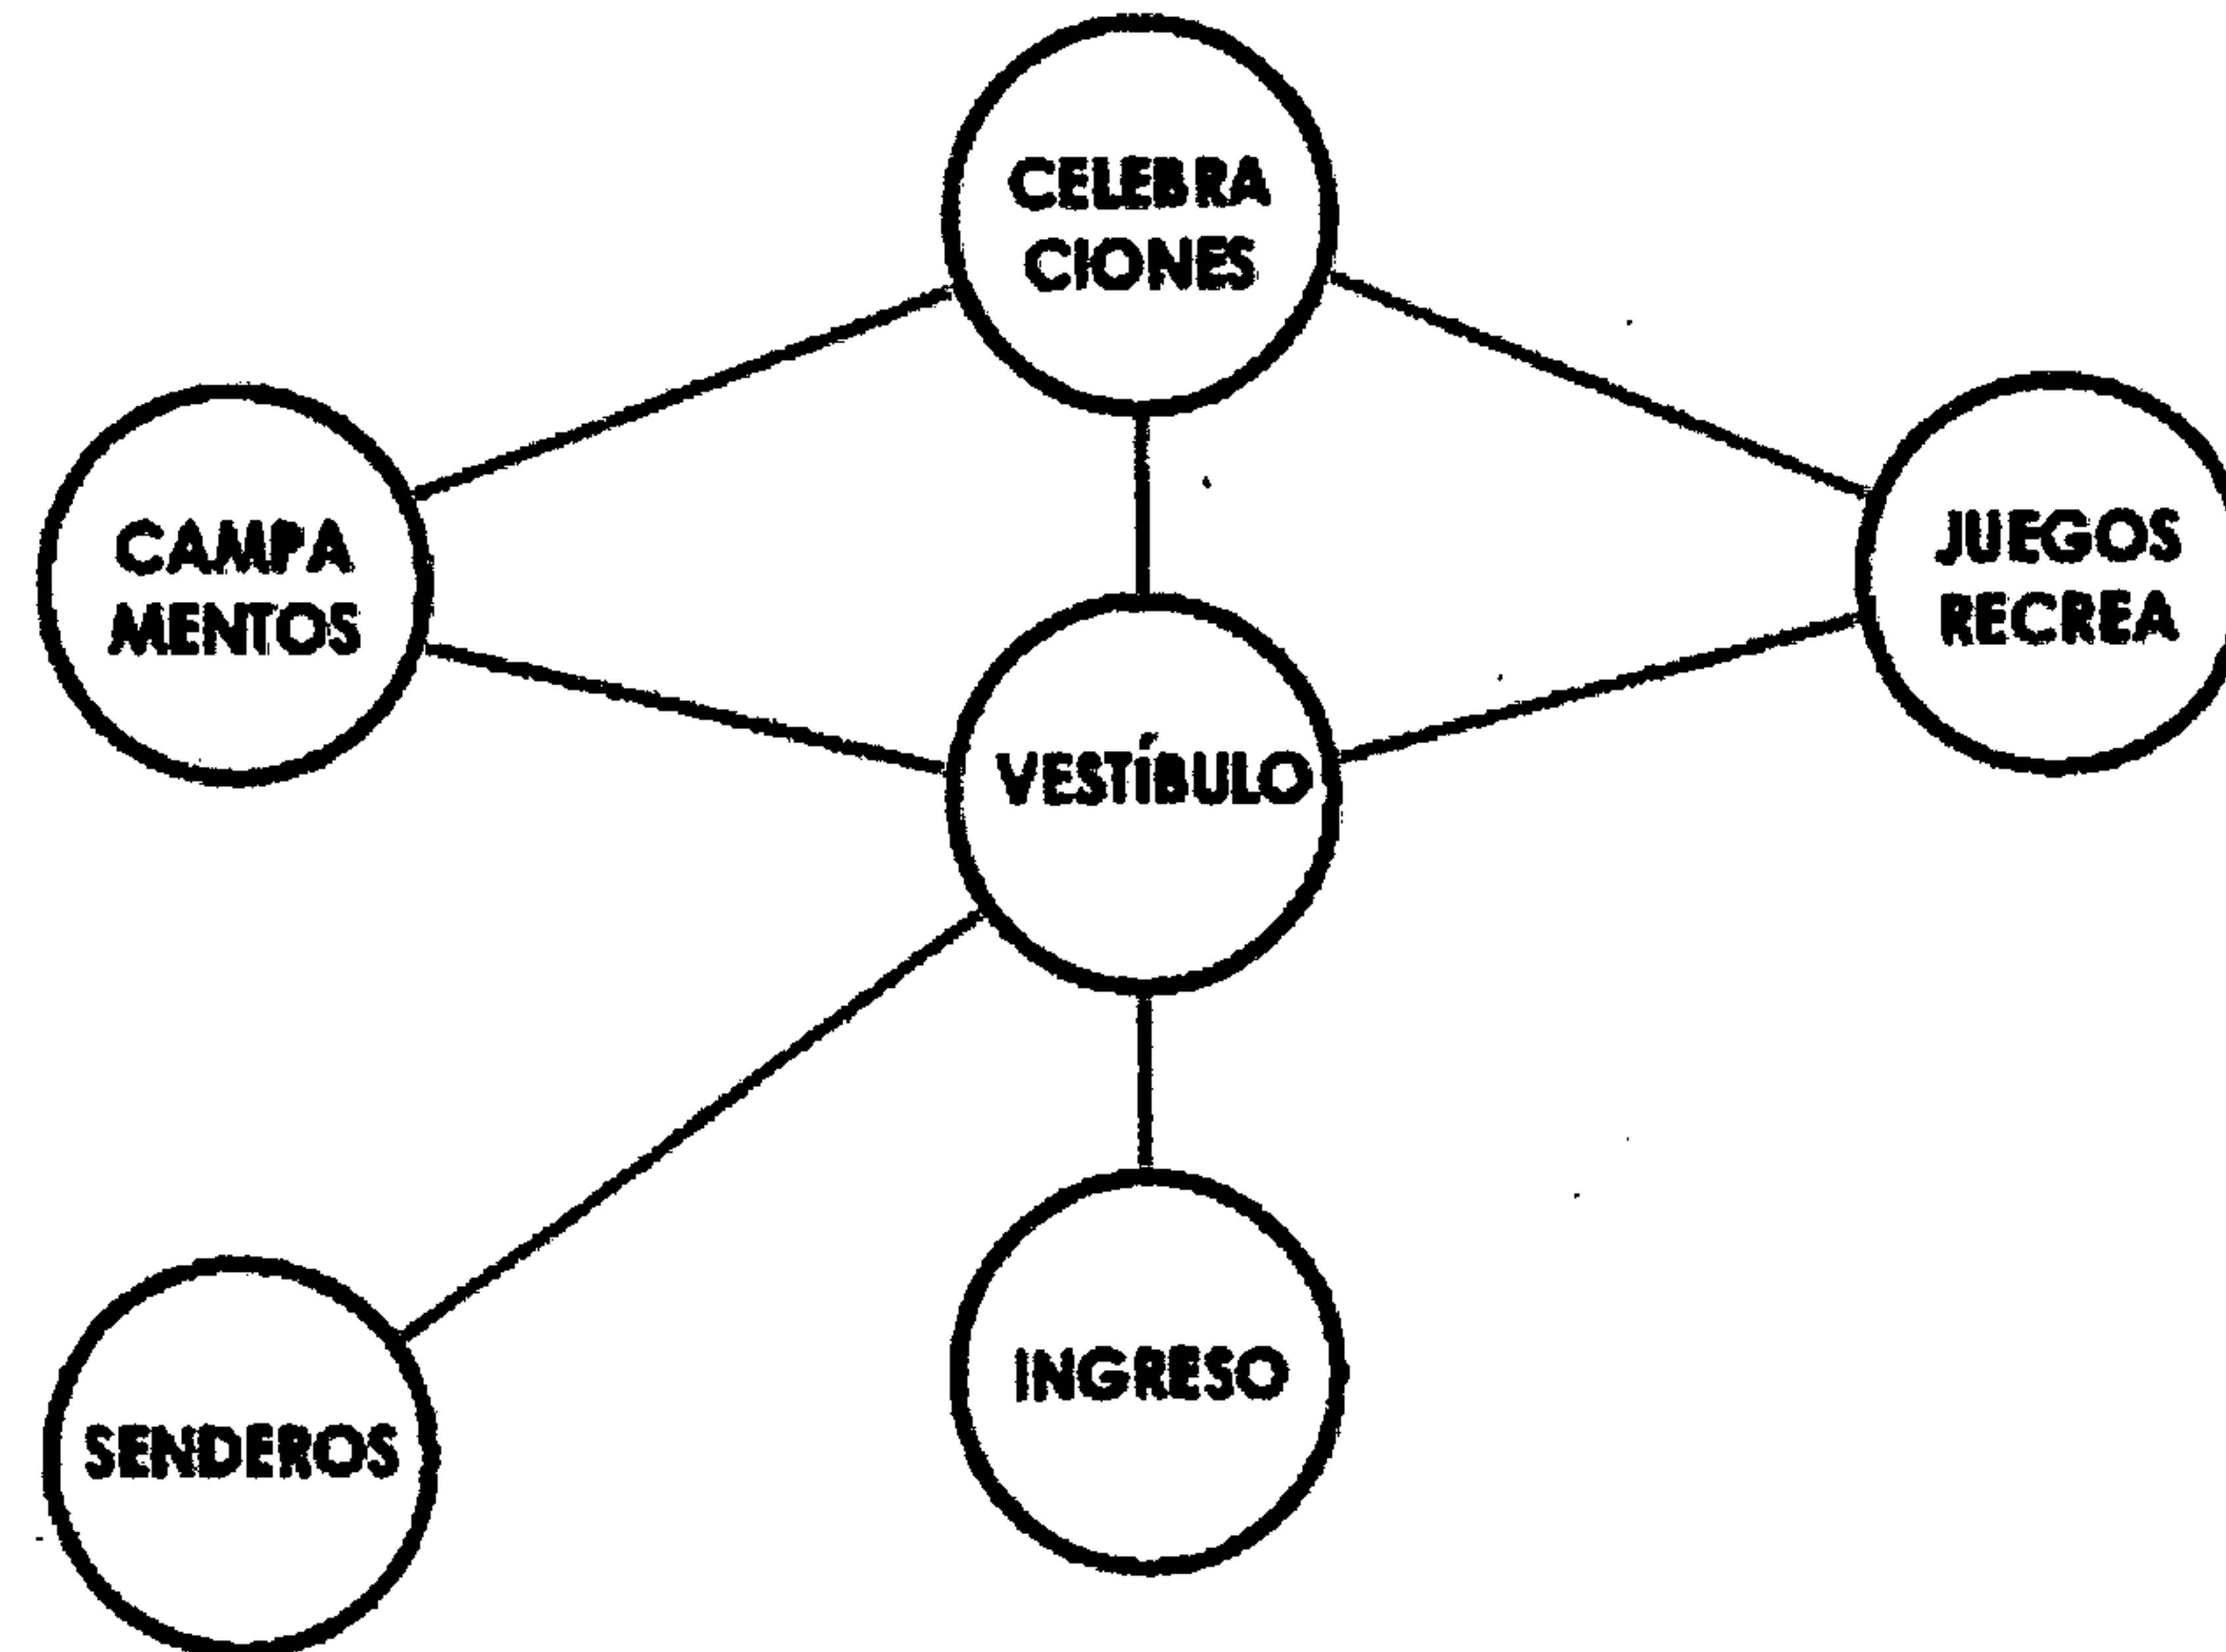 CELEBRA
CIONES
CAMPA
MENTOS
JUEGOS
RECREA
VESTÍBULO
INGRESO
SENDEROS